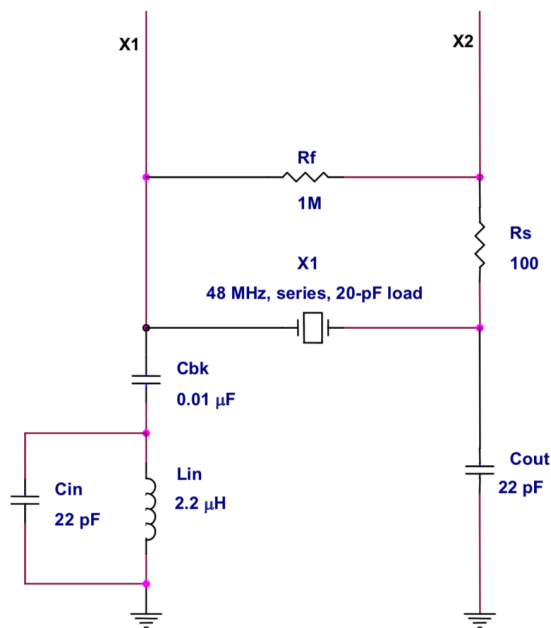 X1
X2
Rf
1M
Rs
100
X1
48 MHz, series, 20-pF load
Cbk
0.01 μF
Lin
2.2 μH
Cin
22 pF
Cout
22 pF